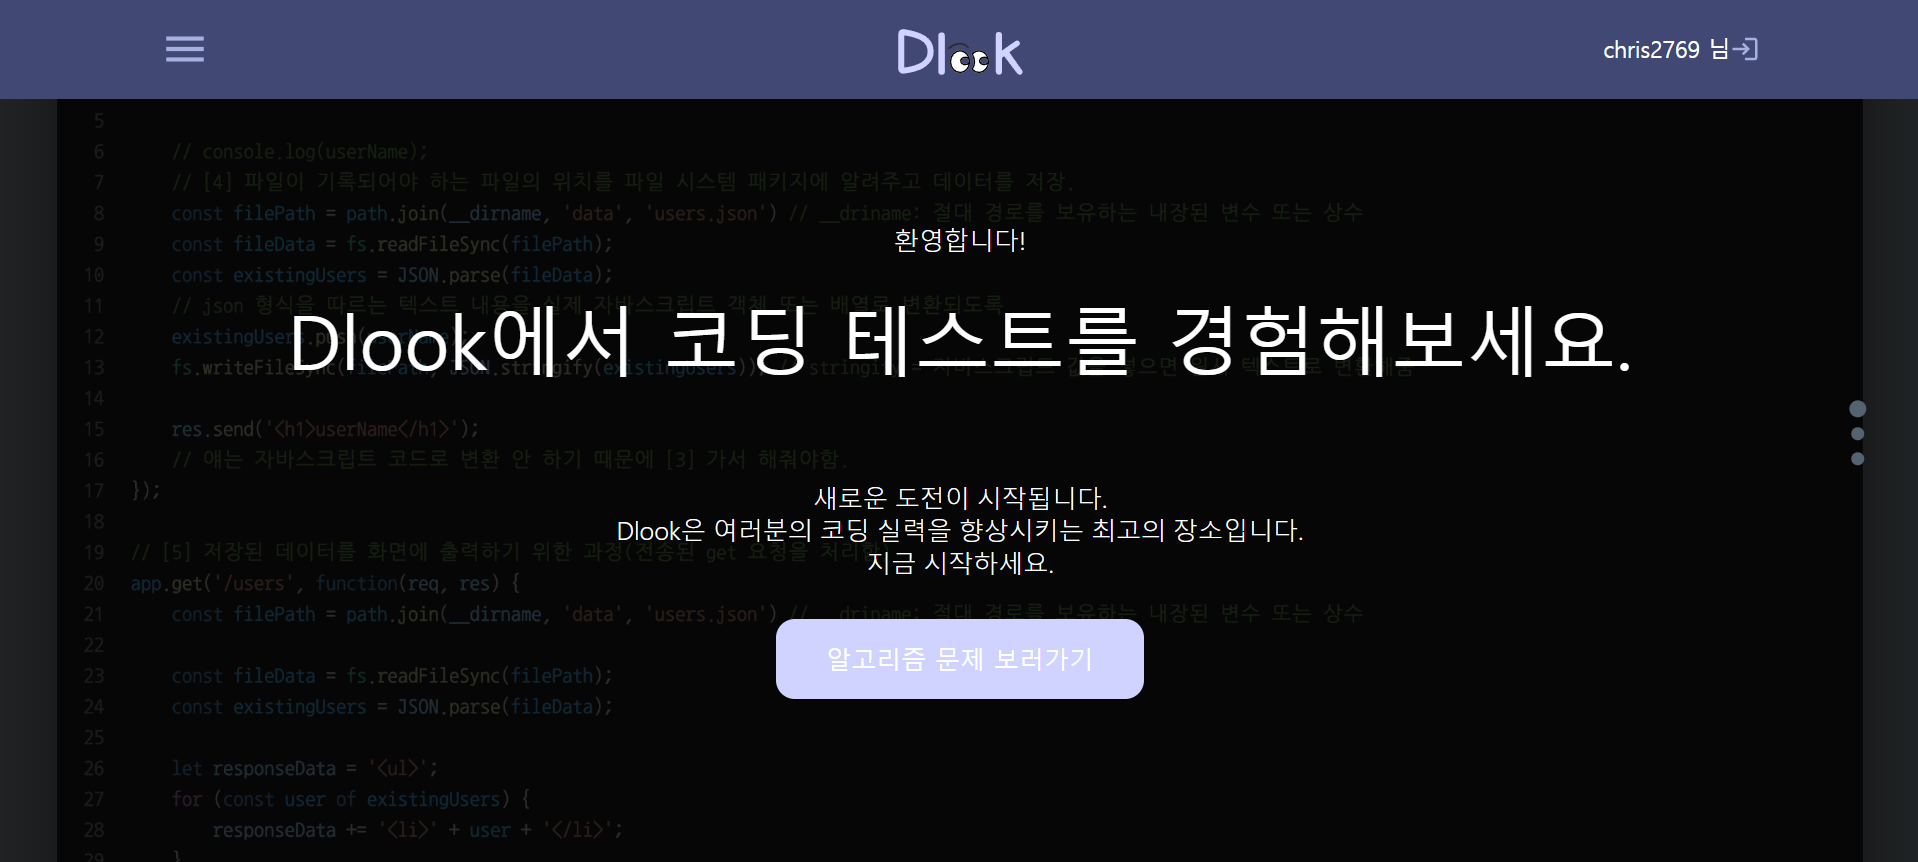 Dlook
chris2769 님
5
6 // console.log(userName);
7 // [4] 파일이 기록되어야 하는 파일의 위치를 파일 시스템 패키지에 알려주고 데이터를 저장.
8 const filePath = path.join(__dirname, 'data', 'users.json') // __driname: 절대 경로를 보유하는 내장된 변수 또는 상수
9 const fileData = fs.readFileSync(filePath);
환영합니다!
10 const existingUsers = JSON.parse(fileData);
11 // json 형식을 따르는 텍스트 내용을 실제 자바스크립트 객체 또는 배열로 변환되도록
12 existingUsers.push(userName);
Dlook에서 코딩 테스트를 경험해보세요.
13 fs.writeFileSync(filePath, JSON.stringify(existingUsers));
14
15 res.send('<h1>userName</h1>');
16 // 얘는 자바스크립트 코드로 변환 안 하기 때문에 [3] 가서 해줘야함.
17 });
새로운 도전이 시작됩니다.
18
Dlook은 여러분의 코딩 실력을 향상시키는 최고의 장소입니다.
19 // [5] 저장된 데이터를 화면에 출력하기 위한 과정(전송된 get 요청을 처리함)
지금 시작하세요.
20 app.get('/users', function(req, res) {
21 const filePath = path.join(__dirname, 'data', 'users.json') // __driname: 절대 경로를 보유하는 내장된 변수 또는 상수
22
알고리즘 문제 보러가기
23 const fileData = fs.readFileSync(filePath);
24 const existingUsers = JSON.parse(fileData);
25
26 let responseData = '<ul>';
27 for (const user of existingUsers) {
28 responseData += '<li>' + user + '</li>';
29 }